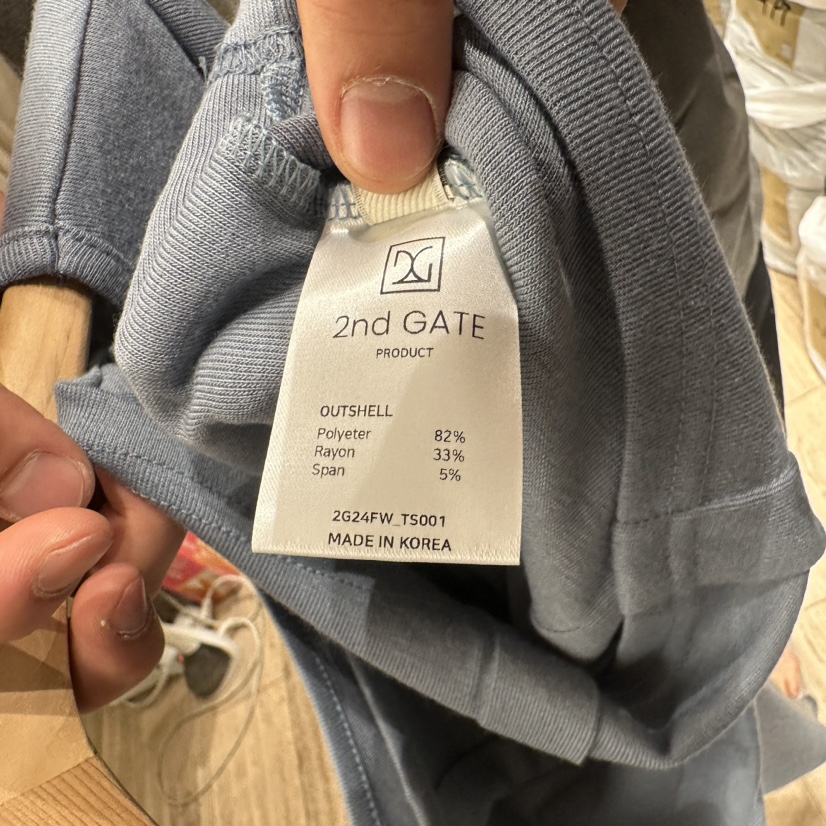 2G
2nd GATE
PRODUCT
OUTSHELL
Polyeter 82%
Rayon 33%
Span 5%
2G24FW_TS001
MADE IN KOREA